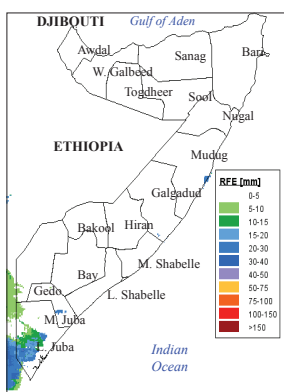 DJIBOUTI
Gulf of Aden
Awdal
Sanag
Bari
W. Galbeed
Togdheer
Sool
Nugal
ETHIOPIA
Mudug
Galgadud
RFE [mm]
0-5
5-10
10-15
15-20
20-30
30-40
40-50
50-75
75-100
100-150
>150
Hiran
Bakool
M. Shabelle
Bay
Gedo
L. Shabelle
M. Juba
L. Juba
Indian
Ocean